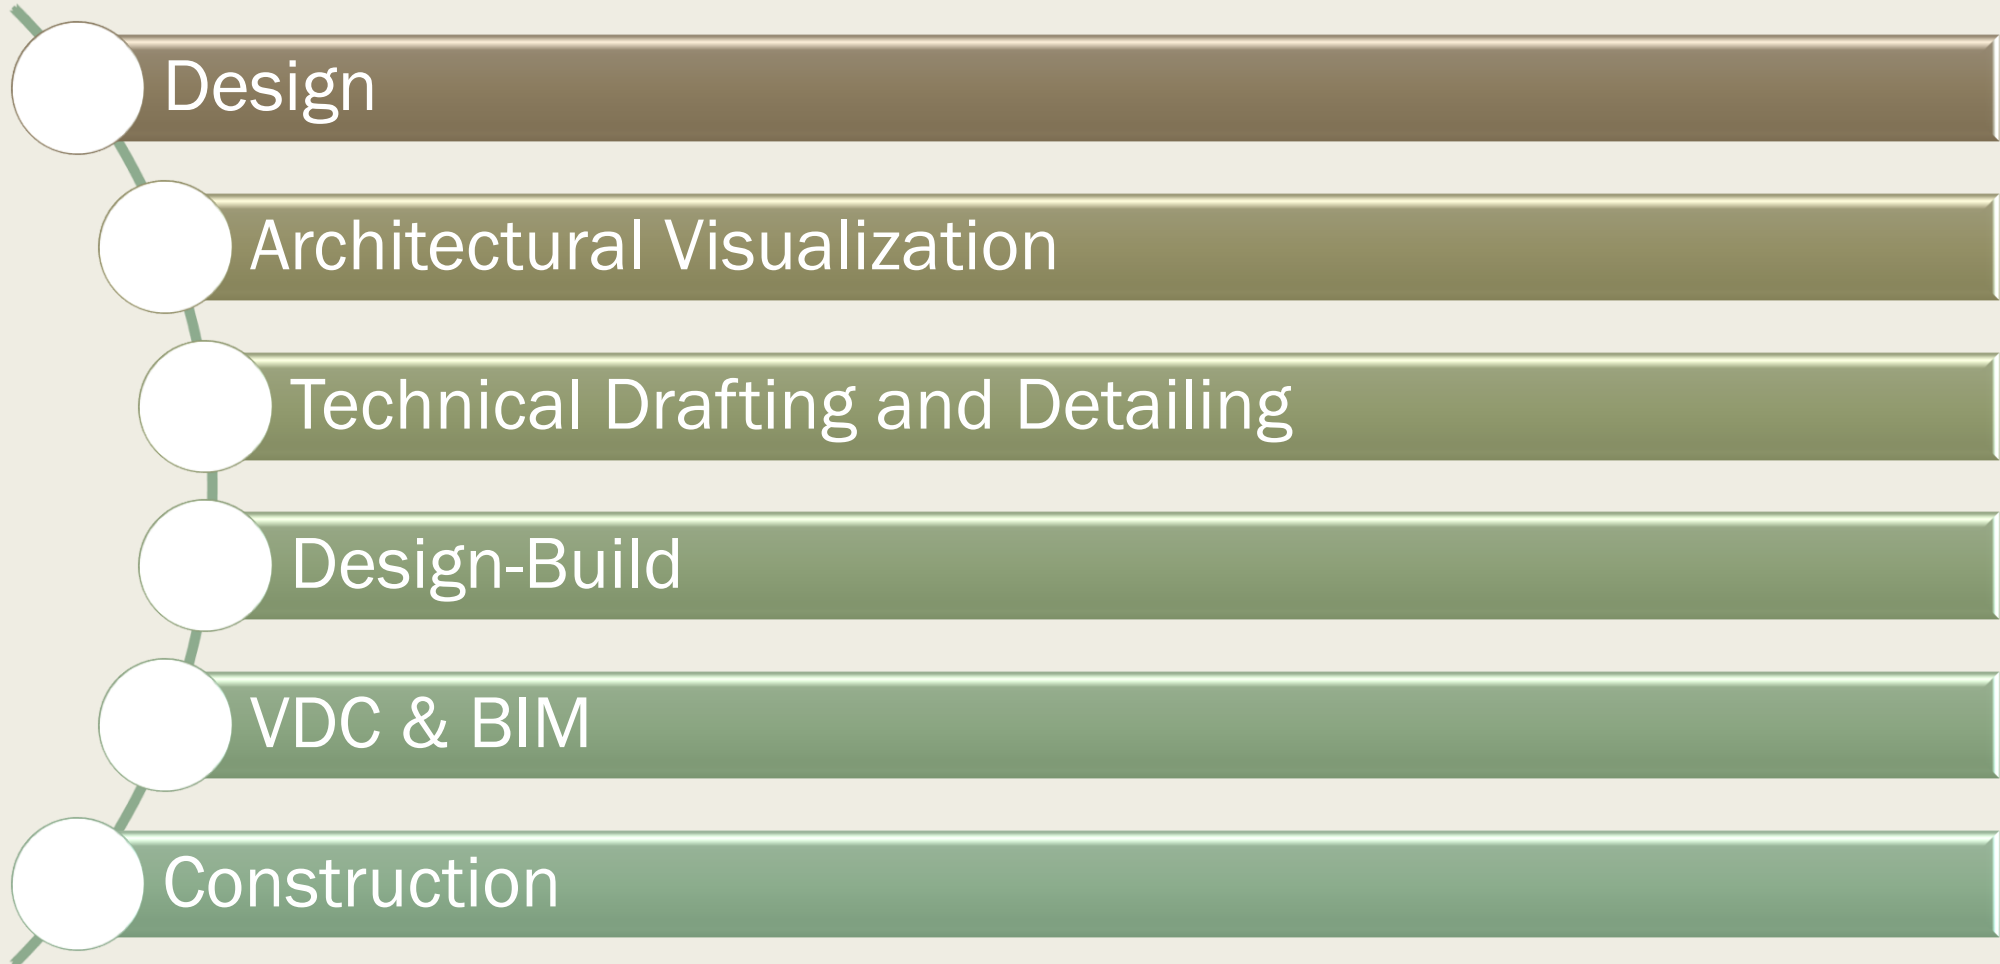 Design
Architectural Visualization
Technical Drafting and Detailing
Design-Build
VDC & BIM
Construction